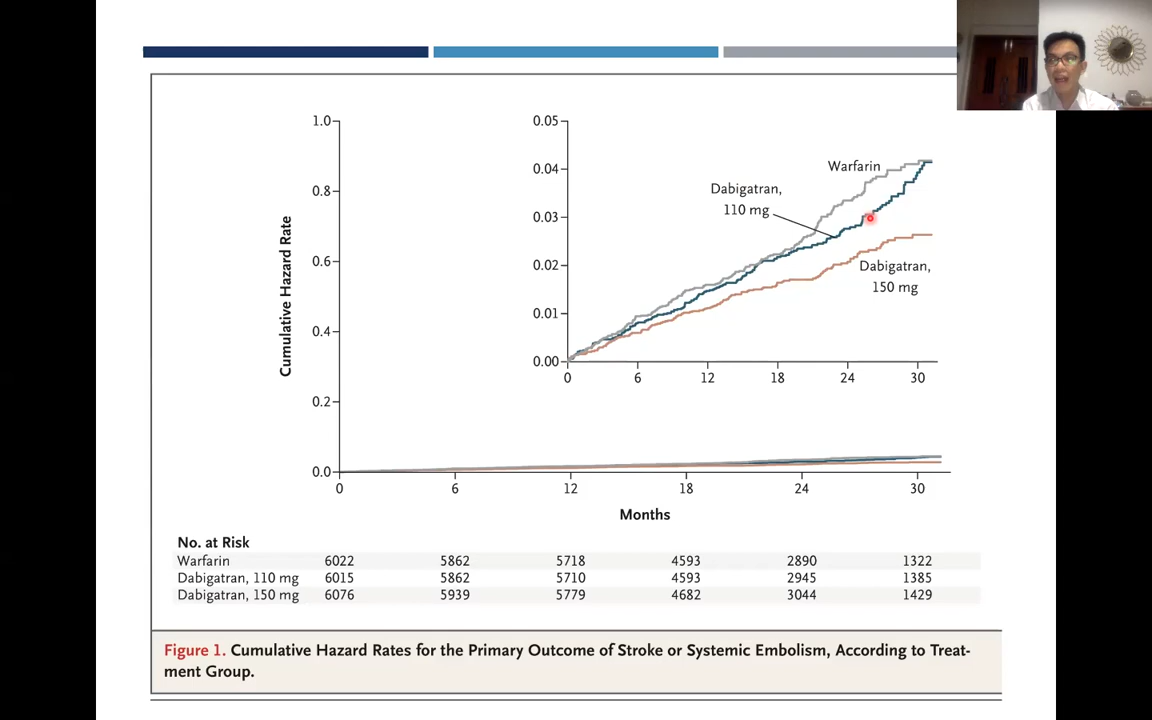 1.0
0.8
0.6
0.4
0.2
0.0
Cumulative Hazard Rate
0.05
0.04
0.03
0.02
0.01
0.00
Warfarin
Dabigatran,
110 mg
Dabigatran,
150 mg
0 6 12 18 24 30
0 6 12 18 24 30
Months
No. at Risk
Warfarin 6022 5862 5718 4593 2890 1322
Dabigatran, 110 mg 6015 5862 5710 4593 2945 1385
Dabigatran, 150 mg 6076 5939 5779 4682 3044 1429
Figure 1. Cumulative Hazard Rates for the Primary Outcome of Stroke or Systemic Embolism, According to Treat-
ment Group.